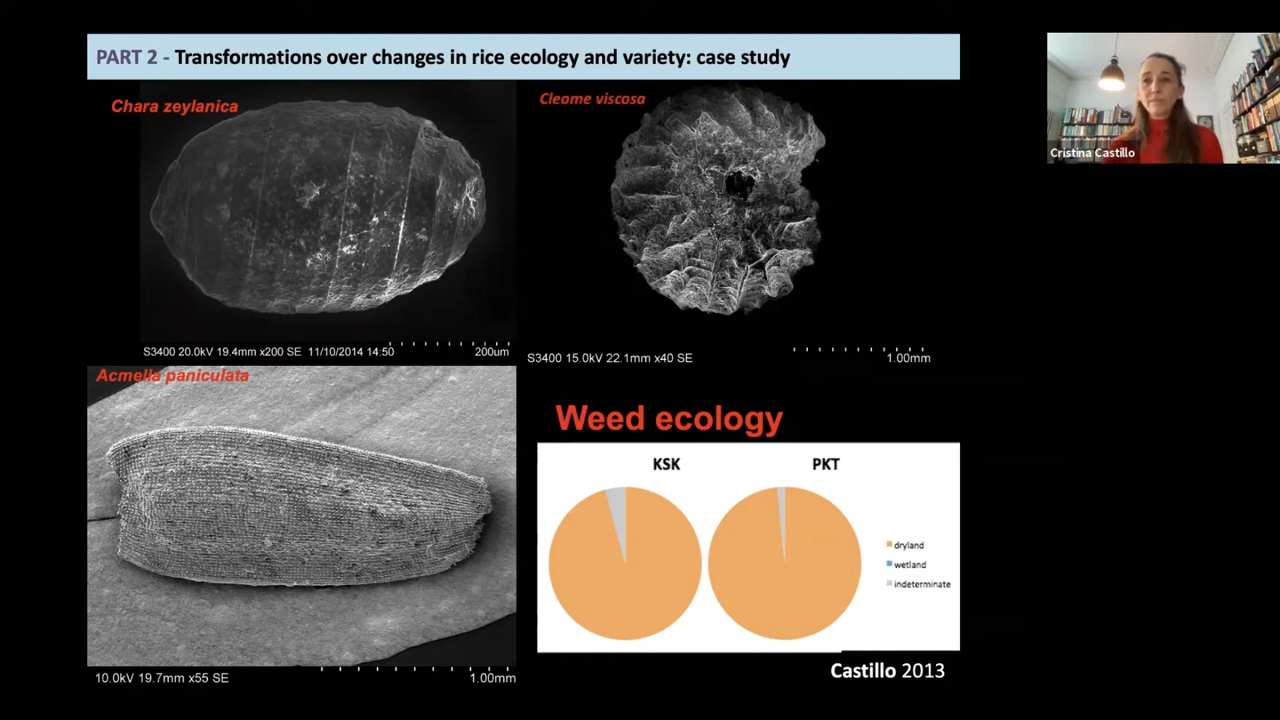 PART 2 - Transformations over changes in rice ecology and variety: case study
Chara zeylanica
Cleome viscosa
Cristina Castillo
S3400 20.0kV 19.4mm x200 SE 11/10/2014 14:50
200um
S3400 15.0kV 22.1mm x40 SE
1.00mm
Acmella paniculata
Weed ecology
KSK
PKT
dryland
wetland
indeterminate
10.0kV 19.7mm x55 SE
1.00mm
Castillo 2013